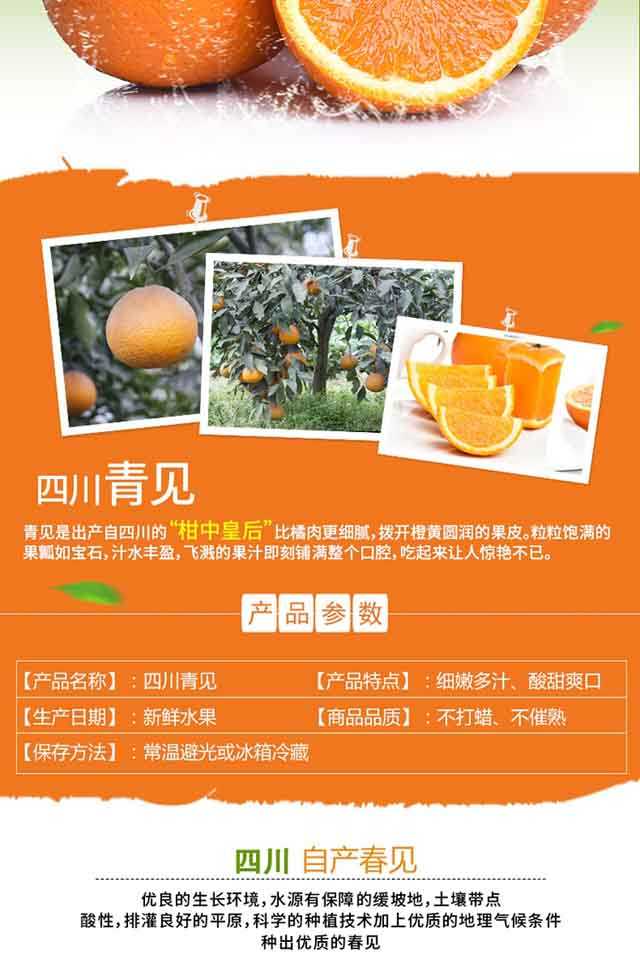 四川青见
青见是出产自四川的“柑中皇后”比橘肉更细腻，拨开橙黄圆润的果皮。粒粒饱满的
果瓤如宝石，汁水丰盈，飞溅的果汁即刻铺满整个口腔，吃起来让人惊艳不已。
产品参数
【产品名称】：四川青见 【产品特点】：细嫩多汁、酸甜爽口
【生产日期】：新鲜水果 【商品品质】：不打蜡、不催熟
【保存方法】：常温避光或冰箱冷藏
四川 自产春见
优良的生长环境，水源有保障的缓坡地，土壤带点
酸性，排灌良好的平原，科学的种植技术加上优质的地理气候条件
种出优质的春见